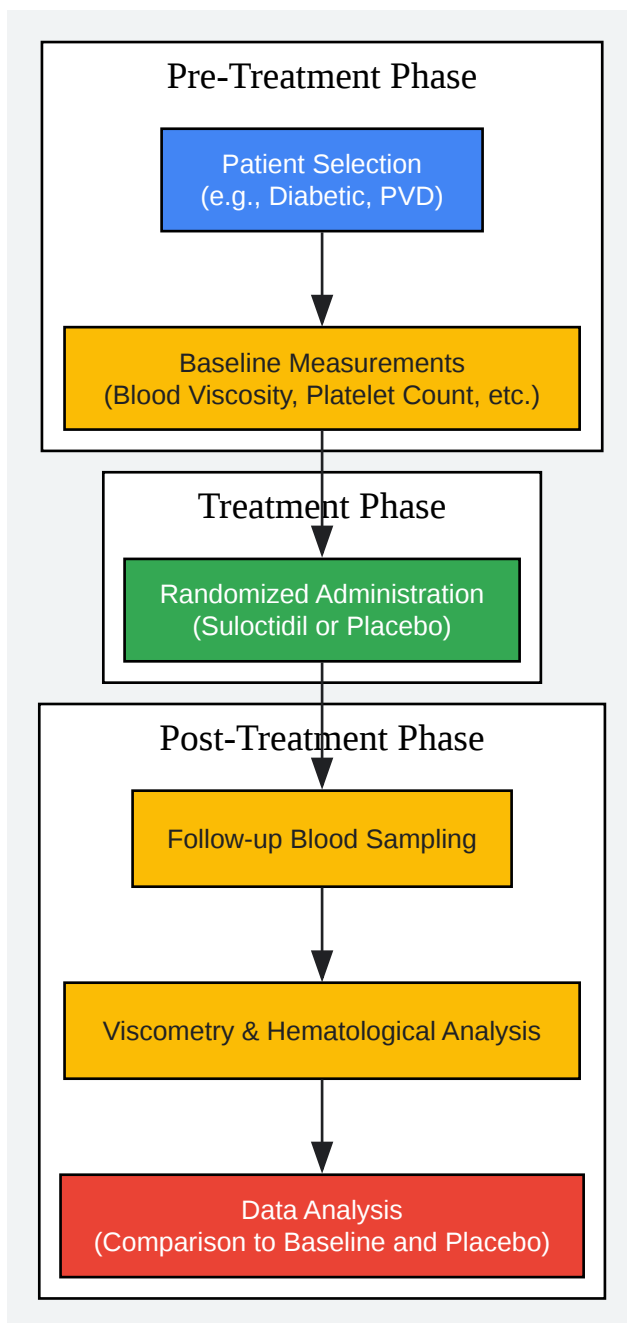 Pre-Treatment Phase
Patient Selection
(e.g., Diabetic, PVD)
Baseline Measurements
(Blood Viscosity, Platelet Count, etc.)
Treatment Phase
Randomized Administration
(Suloctidil or Placebo)
Post-Treatment Phase
Follow-up Blood Sampling
Viscometry & Hematological Analysis
Data Analysis
(Comparison to Baseline and Placebo)